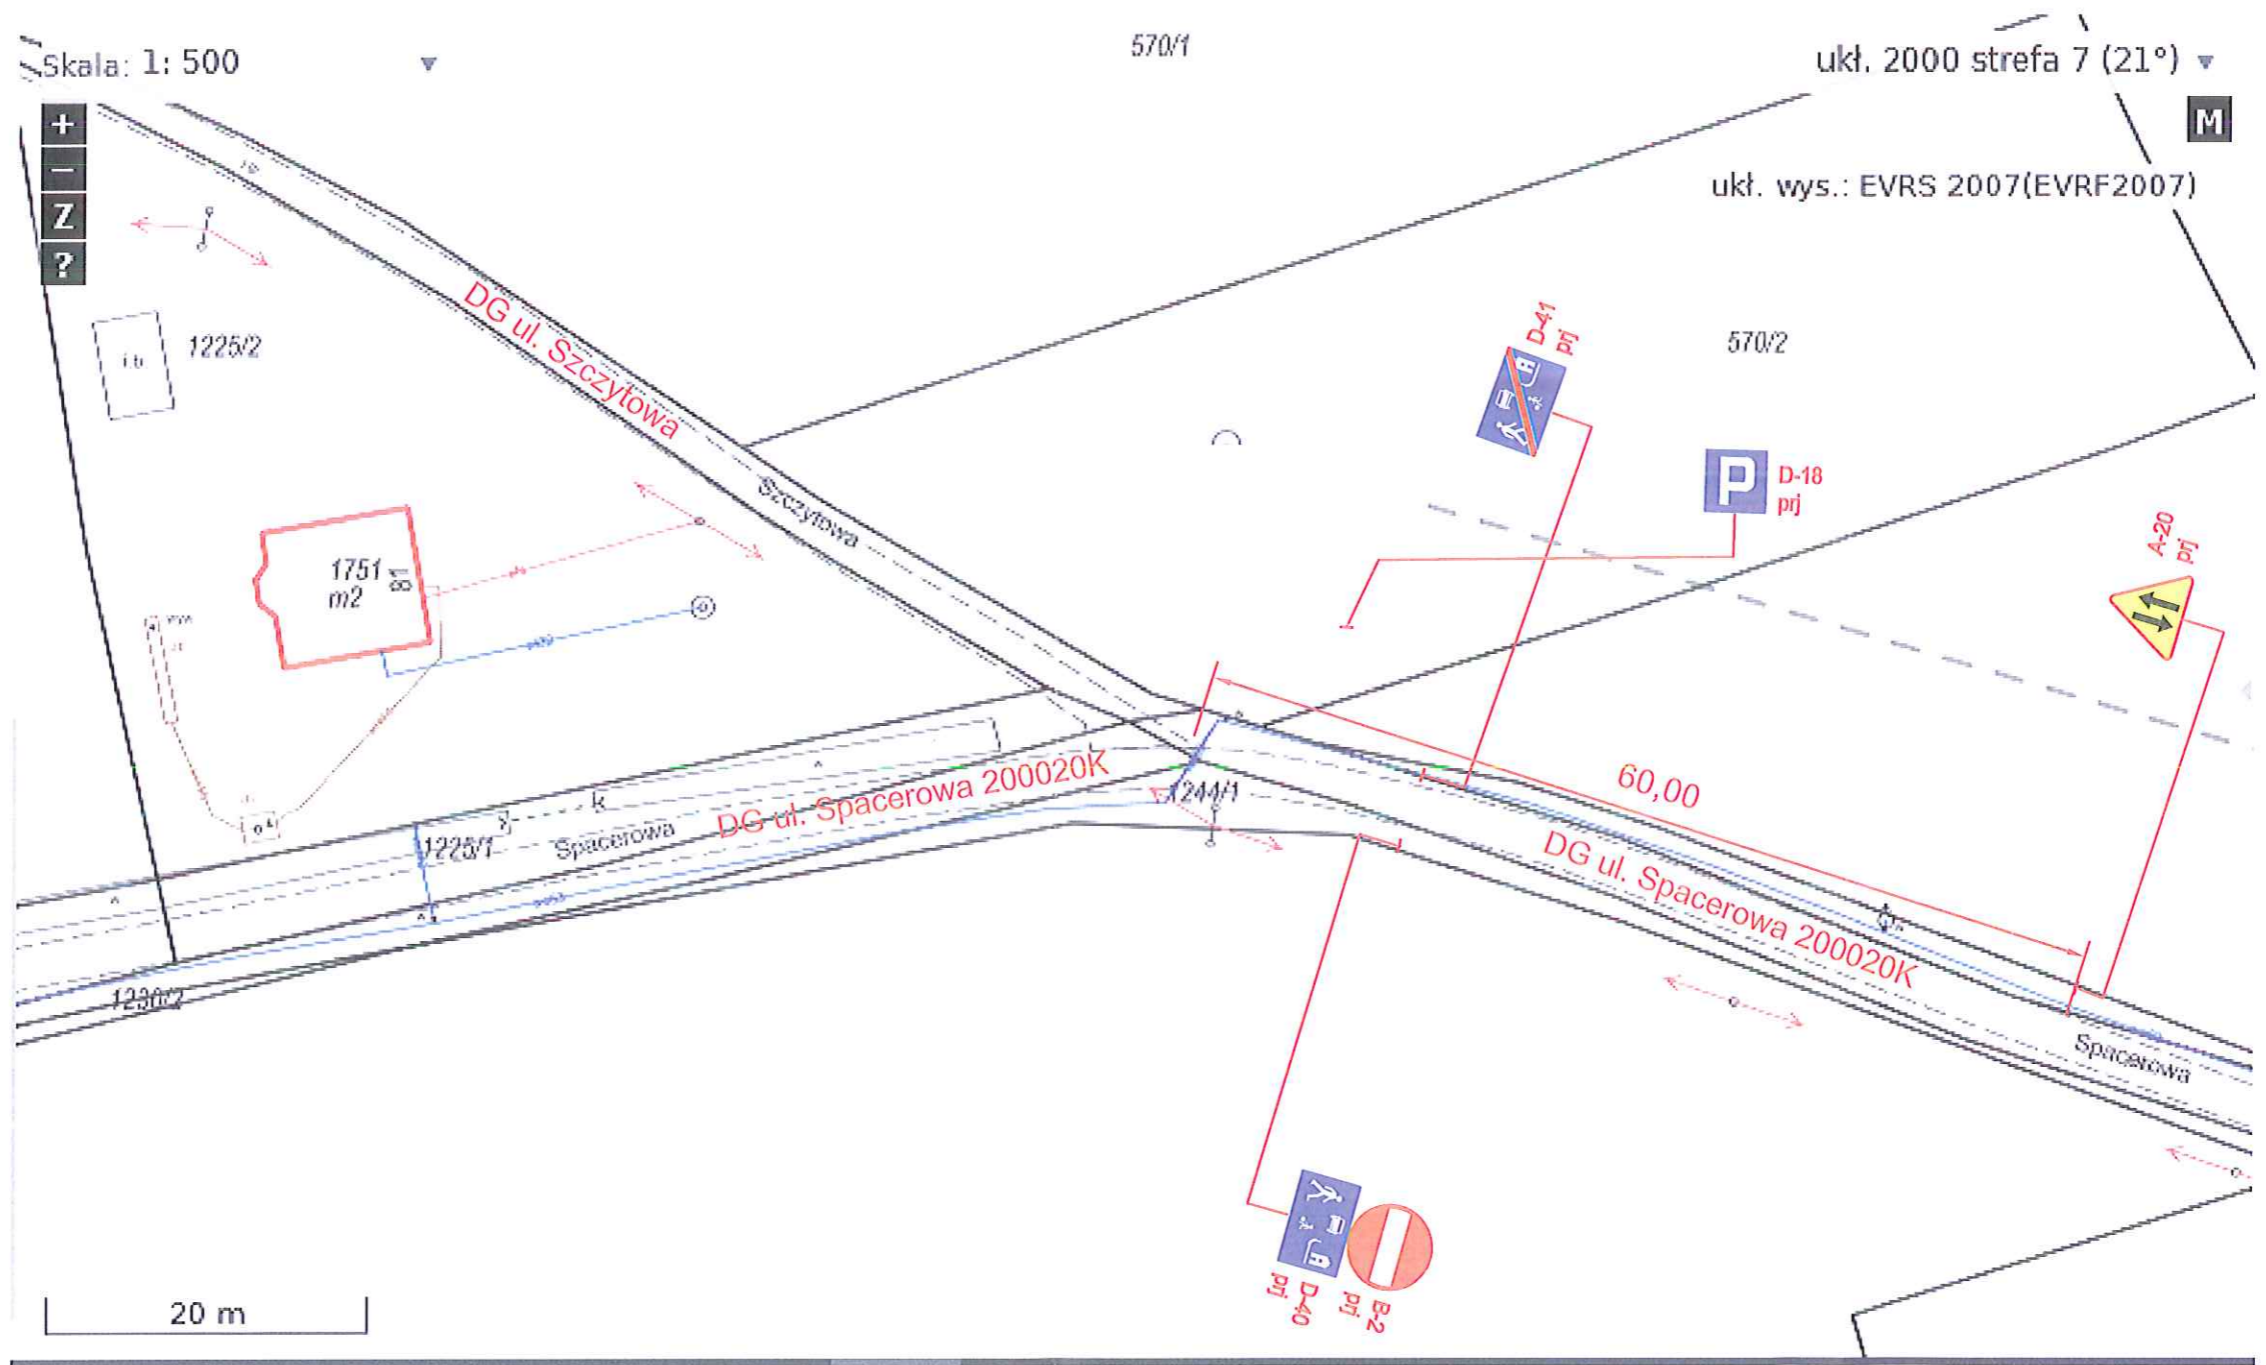 570/1
Skala: 1: 500
ukł. 2000 strefa 7 (21°)
+
M
–
ukł. wys.: EVRS 2007(EVRF2007)
Z
?
DG ul. Szczytowa
D-41
prj
570/2
1225/2
P
D-18
prj
Szczytowa
A-20
prj
1751
m2
81
60,00
DG ul. Spacerowa 200020K
1244/1
k
1225/1
Spacerowa
DG ul. Spacerowa 200020K
1230/2
Spacerowa
D-40
prj
B-2
prj
20 m